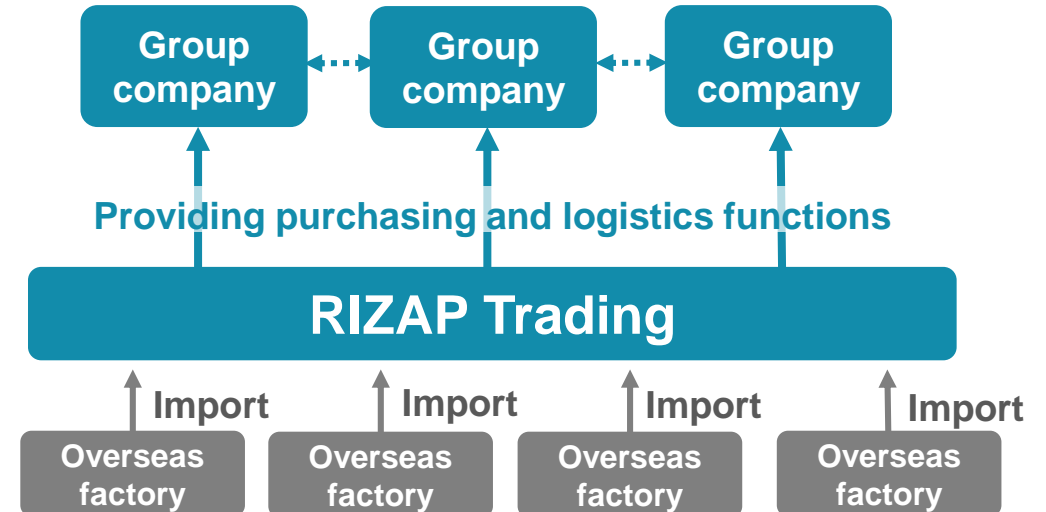 Group
company
Group
company
Group
company
Providing purchasing and logistics functions
RIZAP Trading
Import
Import
Import
Import
Overseas
factory
Overseas
factory
Overseas
factory
Overseas
factory